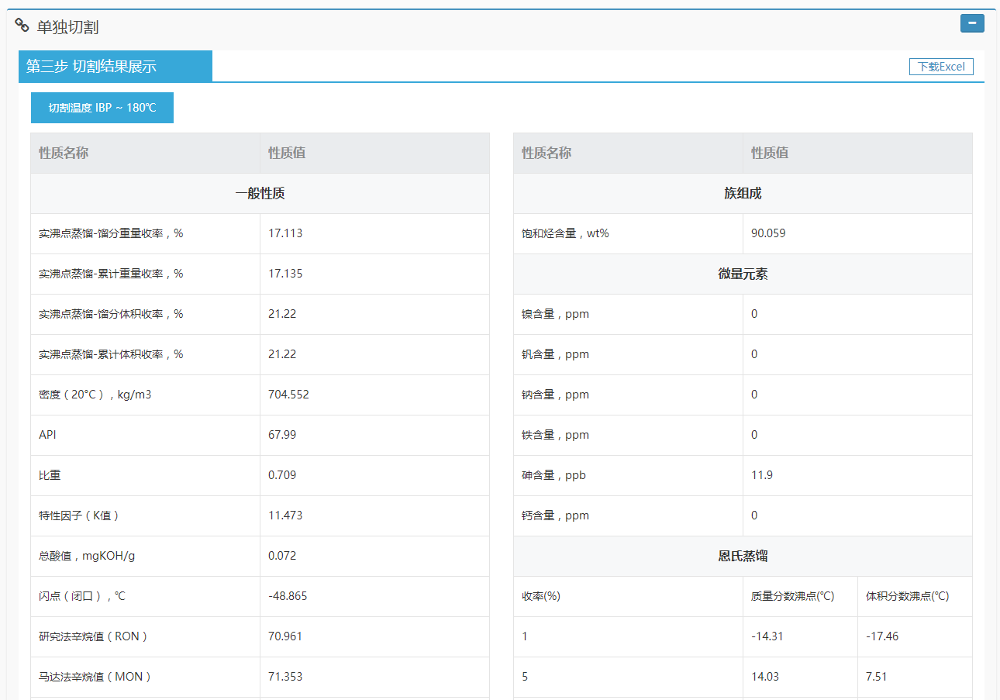 单独切割
第三步 切割结果展示
下载Excel
切割温度 IBP ~ 180℃
性质名称 性质值
一般性质
实沸点蒸馏-馏分重量收率，% 17.113
实沸点蒸馏-累计重量收率，% 17.135
实沸点蒸馏-馏分体积收率，% 21.22
实沸点蒸馏-累计体积收率，% 21.22
密度（20°C），kg/m3 704.552
API 67.99
比重 0.709
特性因子（K值） 11.473
总酸值，mgKOH/g 0.072
闪点（闭口），℃ -48.865
研究法辛烷值（RON） 70.961
马达法辛烷值（MON） 71.353
性质名称 性质值
族组成
饱和烃含量，wt% 90.059
微量元素
镍含量，ppm 0
钒含量，ppm 0
钠含量，ppm 0
铁含量，ppm 0
砷含量，ppb 11.9
钙含量，ppm 0
恩氏蒸馏
收率(%) 质量分数沸点(℃) 体积分数沸点(℃)
1 -14.31 -17.46
5 14.03 7.51